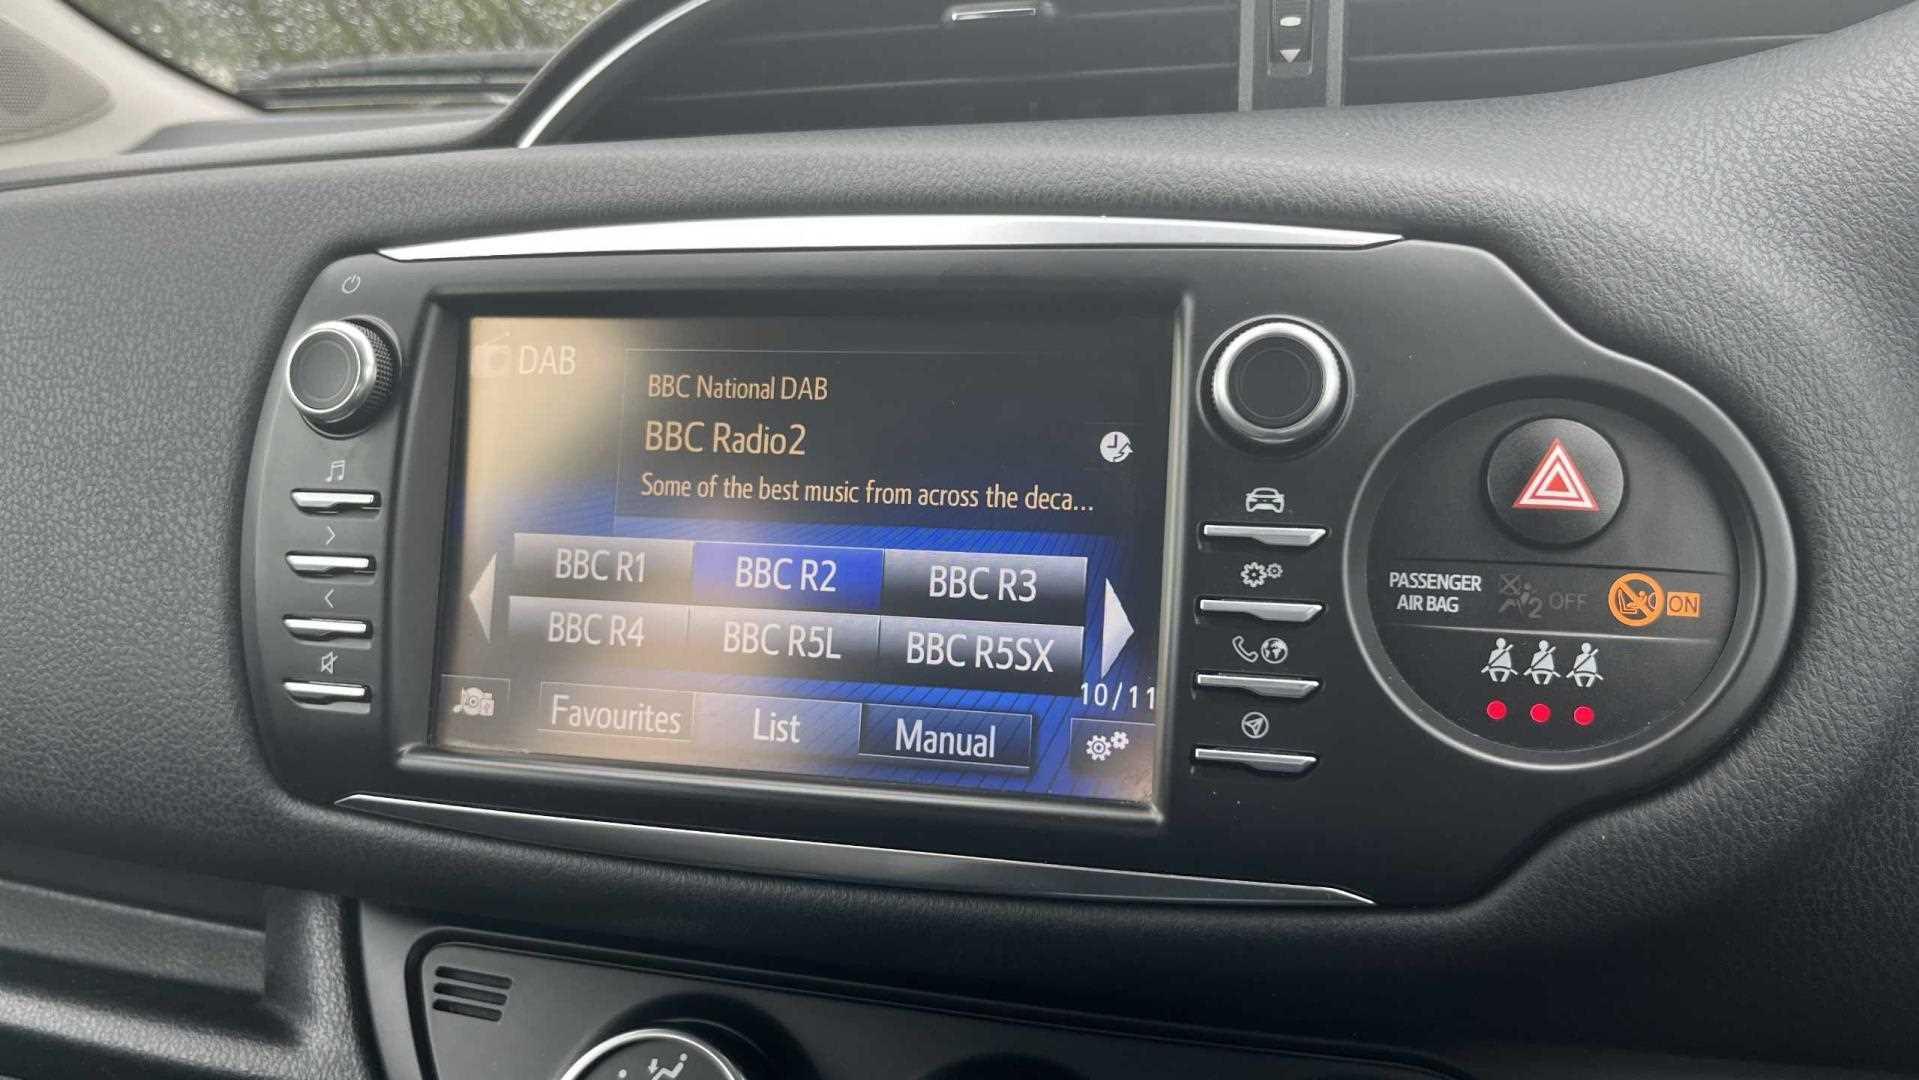 DAB
BBC National DAB
BBC Radio2
Some of the best music from across the deca...
BBC R1 BBC R2 BBC R3
BBC R4 BBC R5L BBC R5SX
10/11
Favourites List Manual
PASSENGER
AIR BAG
2 OFF
ON